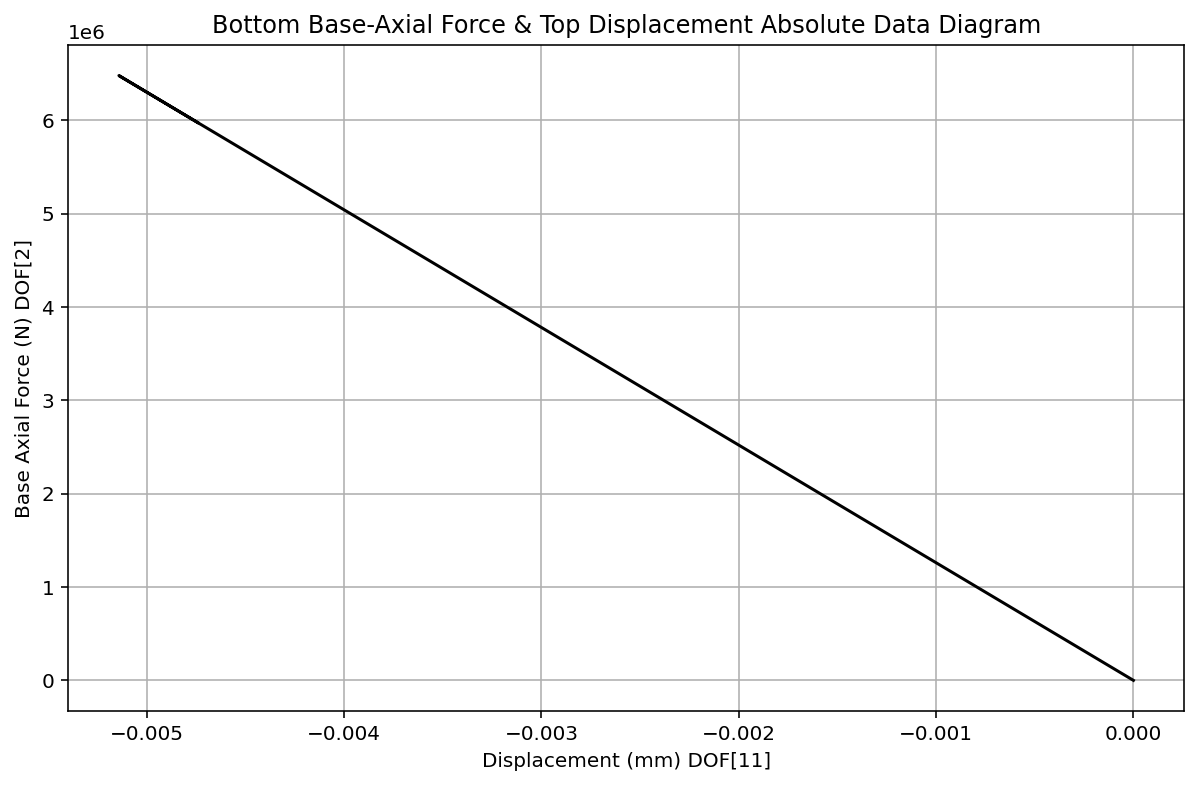 Bottom Base-Axial Force & Top Displacement Absolute Data Diagram
1e6
6
5
4
3
2
1
0
Base Axial Force (N) DOF[2]
−0.005 −0.004 −0.003 −0.002 −0.001 0.000
Displacement (mm) DOF[11]